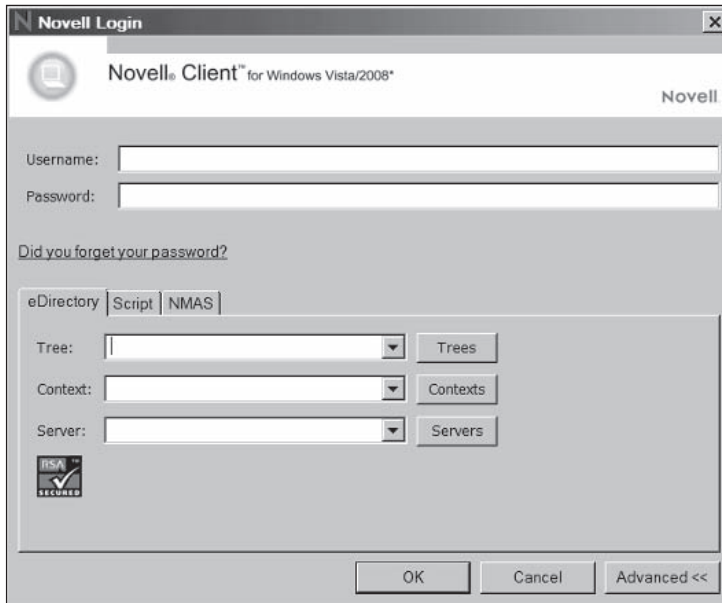 Novell Login
Novell® Client™ for Windows Vista/2008*
Novell
Username:
Password:
Did you forget your password?
eDirectory Script NMAS
Tree: Trees
Context: Contexts
Server: Servers
RSA™
SECURED
OK Cancel Advanced <<